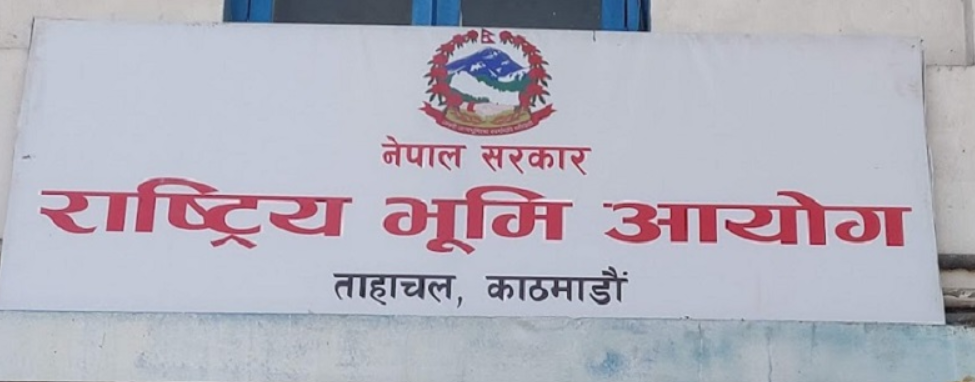 नेपाल सरकार
राष्ट्रिय भूमि आयोग
ताहाचल, काठमाडौं